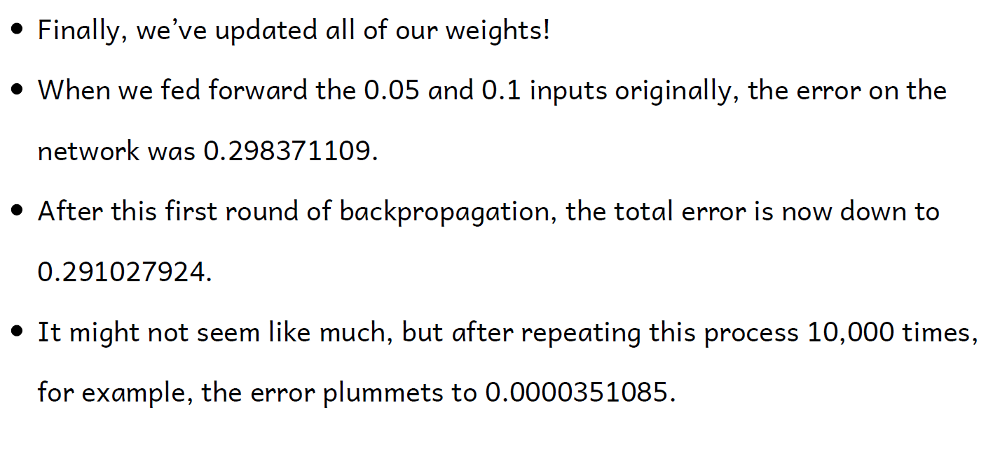 • Finally, we’ve updated all of our weights!
• When we fed forward the 0.05 and 0.1 inputs originally, the error on the
network was 0.298371109.
• After this first round of backpropagation, the total error is now down to
0.291027924.
• It might not seem like much, but after repeating this process 10,000 times,
for example, the error plummets to 0.0000351085.